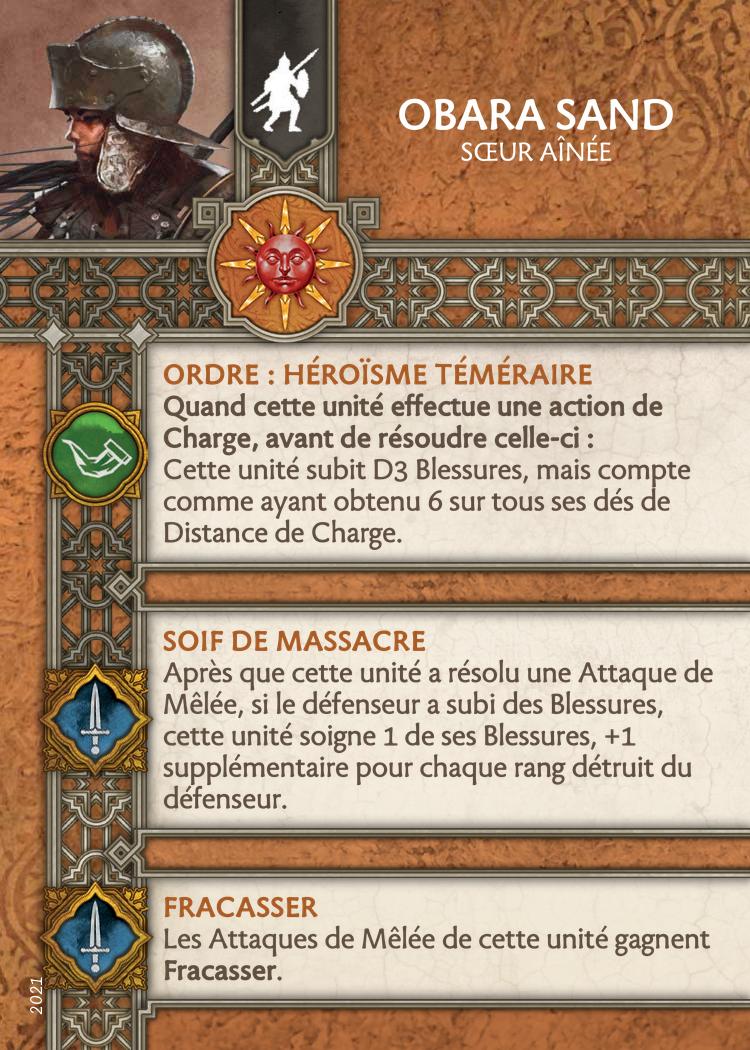 OBARA SAND
SŒUR AÎNÉE
ORDRE : HÉROÏSME TÉMÉRAIRE
Quand cette unité effectue une action de
Charge, avant de résoudre celle-ci :
Cette unité subit D3 Blessures, mais compte
comme ayant obtenu 6 sur tous ses dés de
Distance de Charge.
SOIF DE MASSACRE
Après que cette unité a résolu une Attaque de
Mêlée, si le défenseur a subi des Blessures,
cette unité soigne 1 de ses Blessures, +1
supplémentaire pour chaque rang détruit du
défenseur.
FRACASSER
Les Attaques de Mêlée de cette unité gagnent
Fracasser.
2021